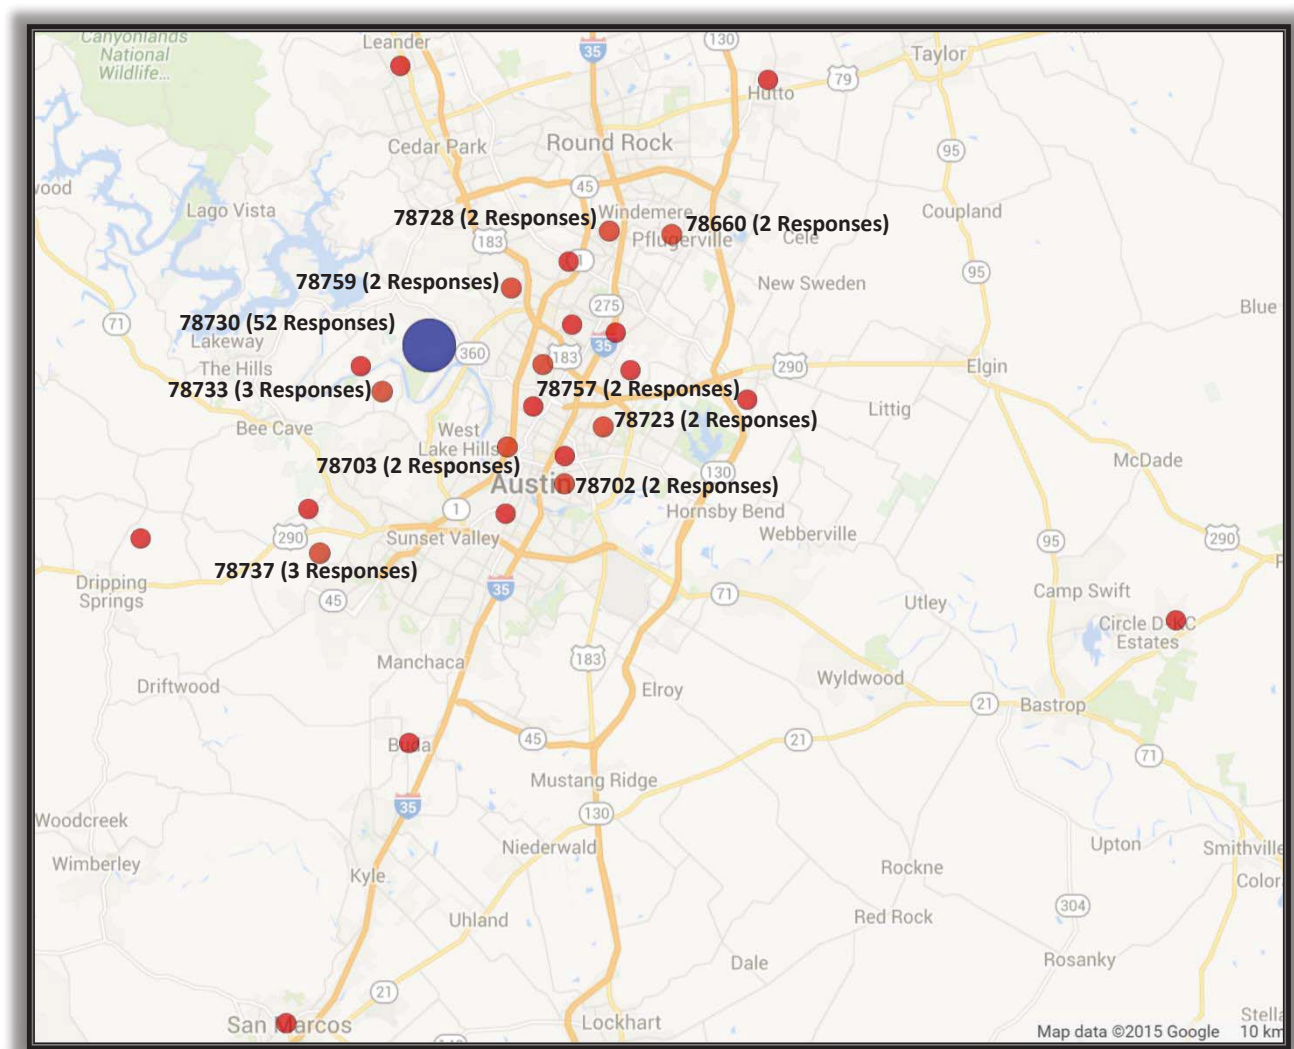 Canyonlands
National
Wildlife...
Leander
35
130
Taylor
79
Hutto
Cedar Park
Round Rock
95
45
wood
Lago Vista
78728 (2 Responses)
Windemere
78660 (2 Responses)
Pflugerville
Cele
Coupland
183
1
95
78759 (2 Responses)
New Sweden
275
Blue
71
78730 (52 Responses)
Lakeway
35
360
183
The Hills
290
Elgin
78733 (3 Responses)
78757 (2 Responses)
Littig
Bee Cave
West
Lake Hills
78723 (2 Responses)
78703 (2 Responses)
130
McDade
Austin
78702 (2 Responses)
1
Hornsby Bend
290
Sunset Valley
Webberville
95
290
78737 (3 Responses)
Dripping
Springs
45
35
71
Camp Swift
Utley
Circle D-KC
Estates
Manchaca
183
Driftwood
Elroy
Wyldwood
21
Bastrop
Buda
45
21
71
Mustang Ridge
35
130
Woodcreek
Niederwald
Upton
Smithville
Wimberley
Kyle
Rockne
Color
304
Uhland
Red Rock
Dale
Rosanky
21
San Marcos
Lockhart
Stella
Map data ©2015 Google
10 km